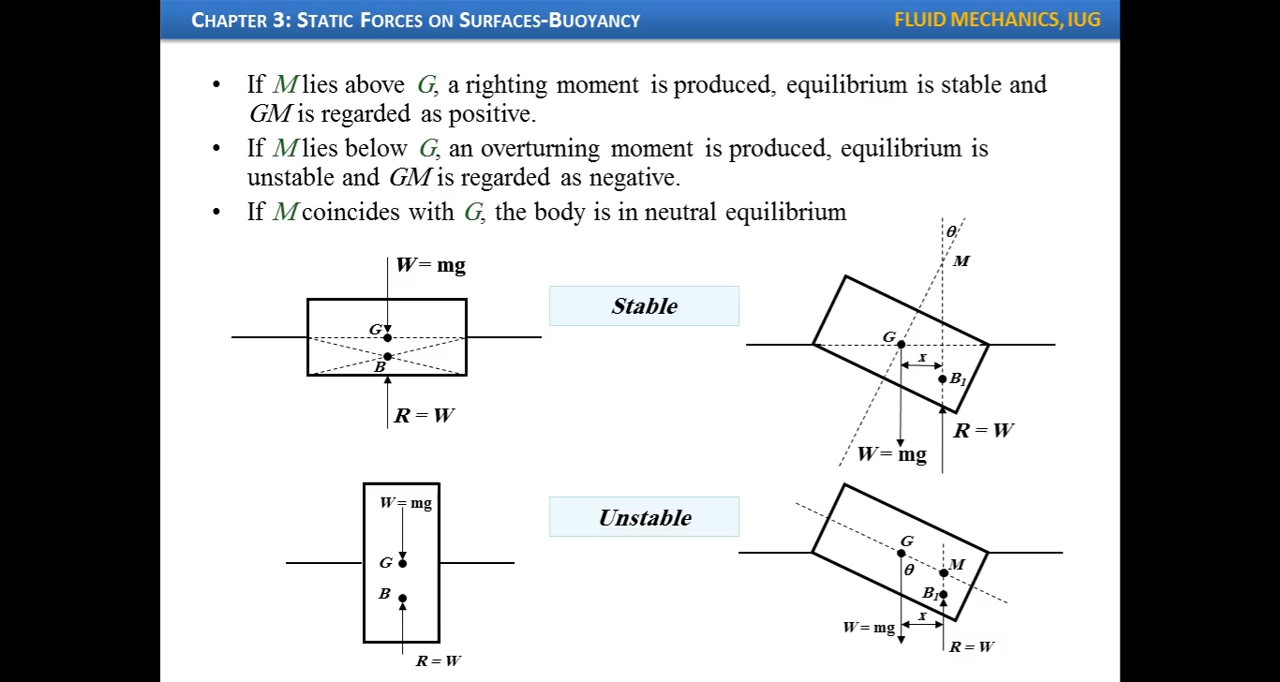 CHAPTER 3: STATIC FORCES ON SURFACES-BUOYANCY
FLUID MECHANICS, IUG
• If M lies above G, a righting moment is produced, equilibrium is stable and
GM is regarded as positive.
• If M lies below G, an overturning moment is produced, equilibrium is
unstable and GM is regarded as negative.
• If M coincides with G, the body is in neutral equilibrium
W = mg
G
B
R = W
Stable
θ
M
G
x
B1
R = W
W = mg
W = mg
G
B
R = W
Unstable
G
θ
M
B1
x
W = mg
R = W